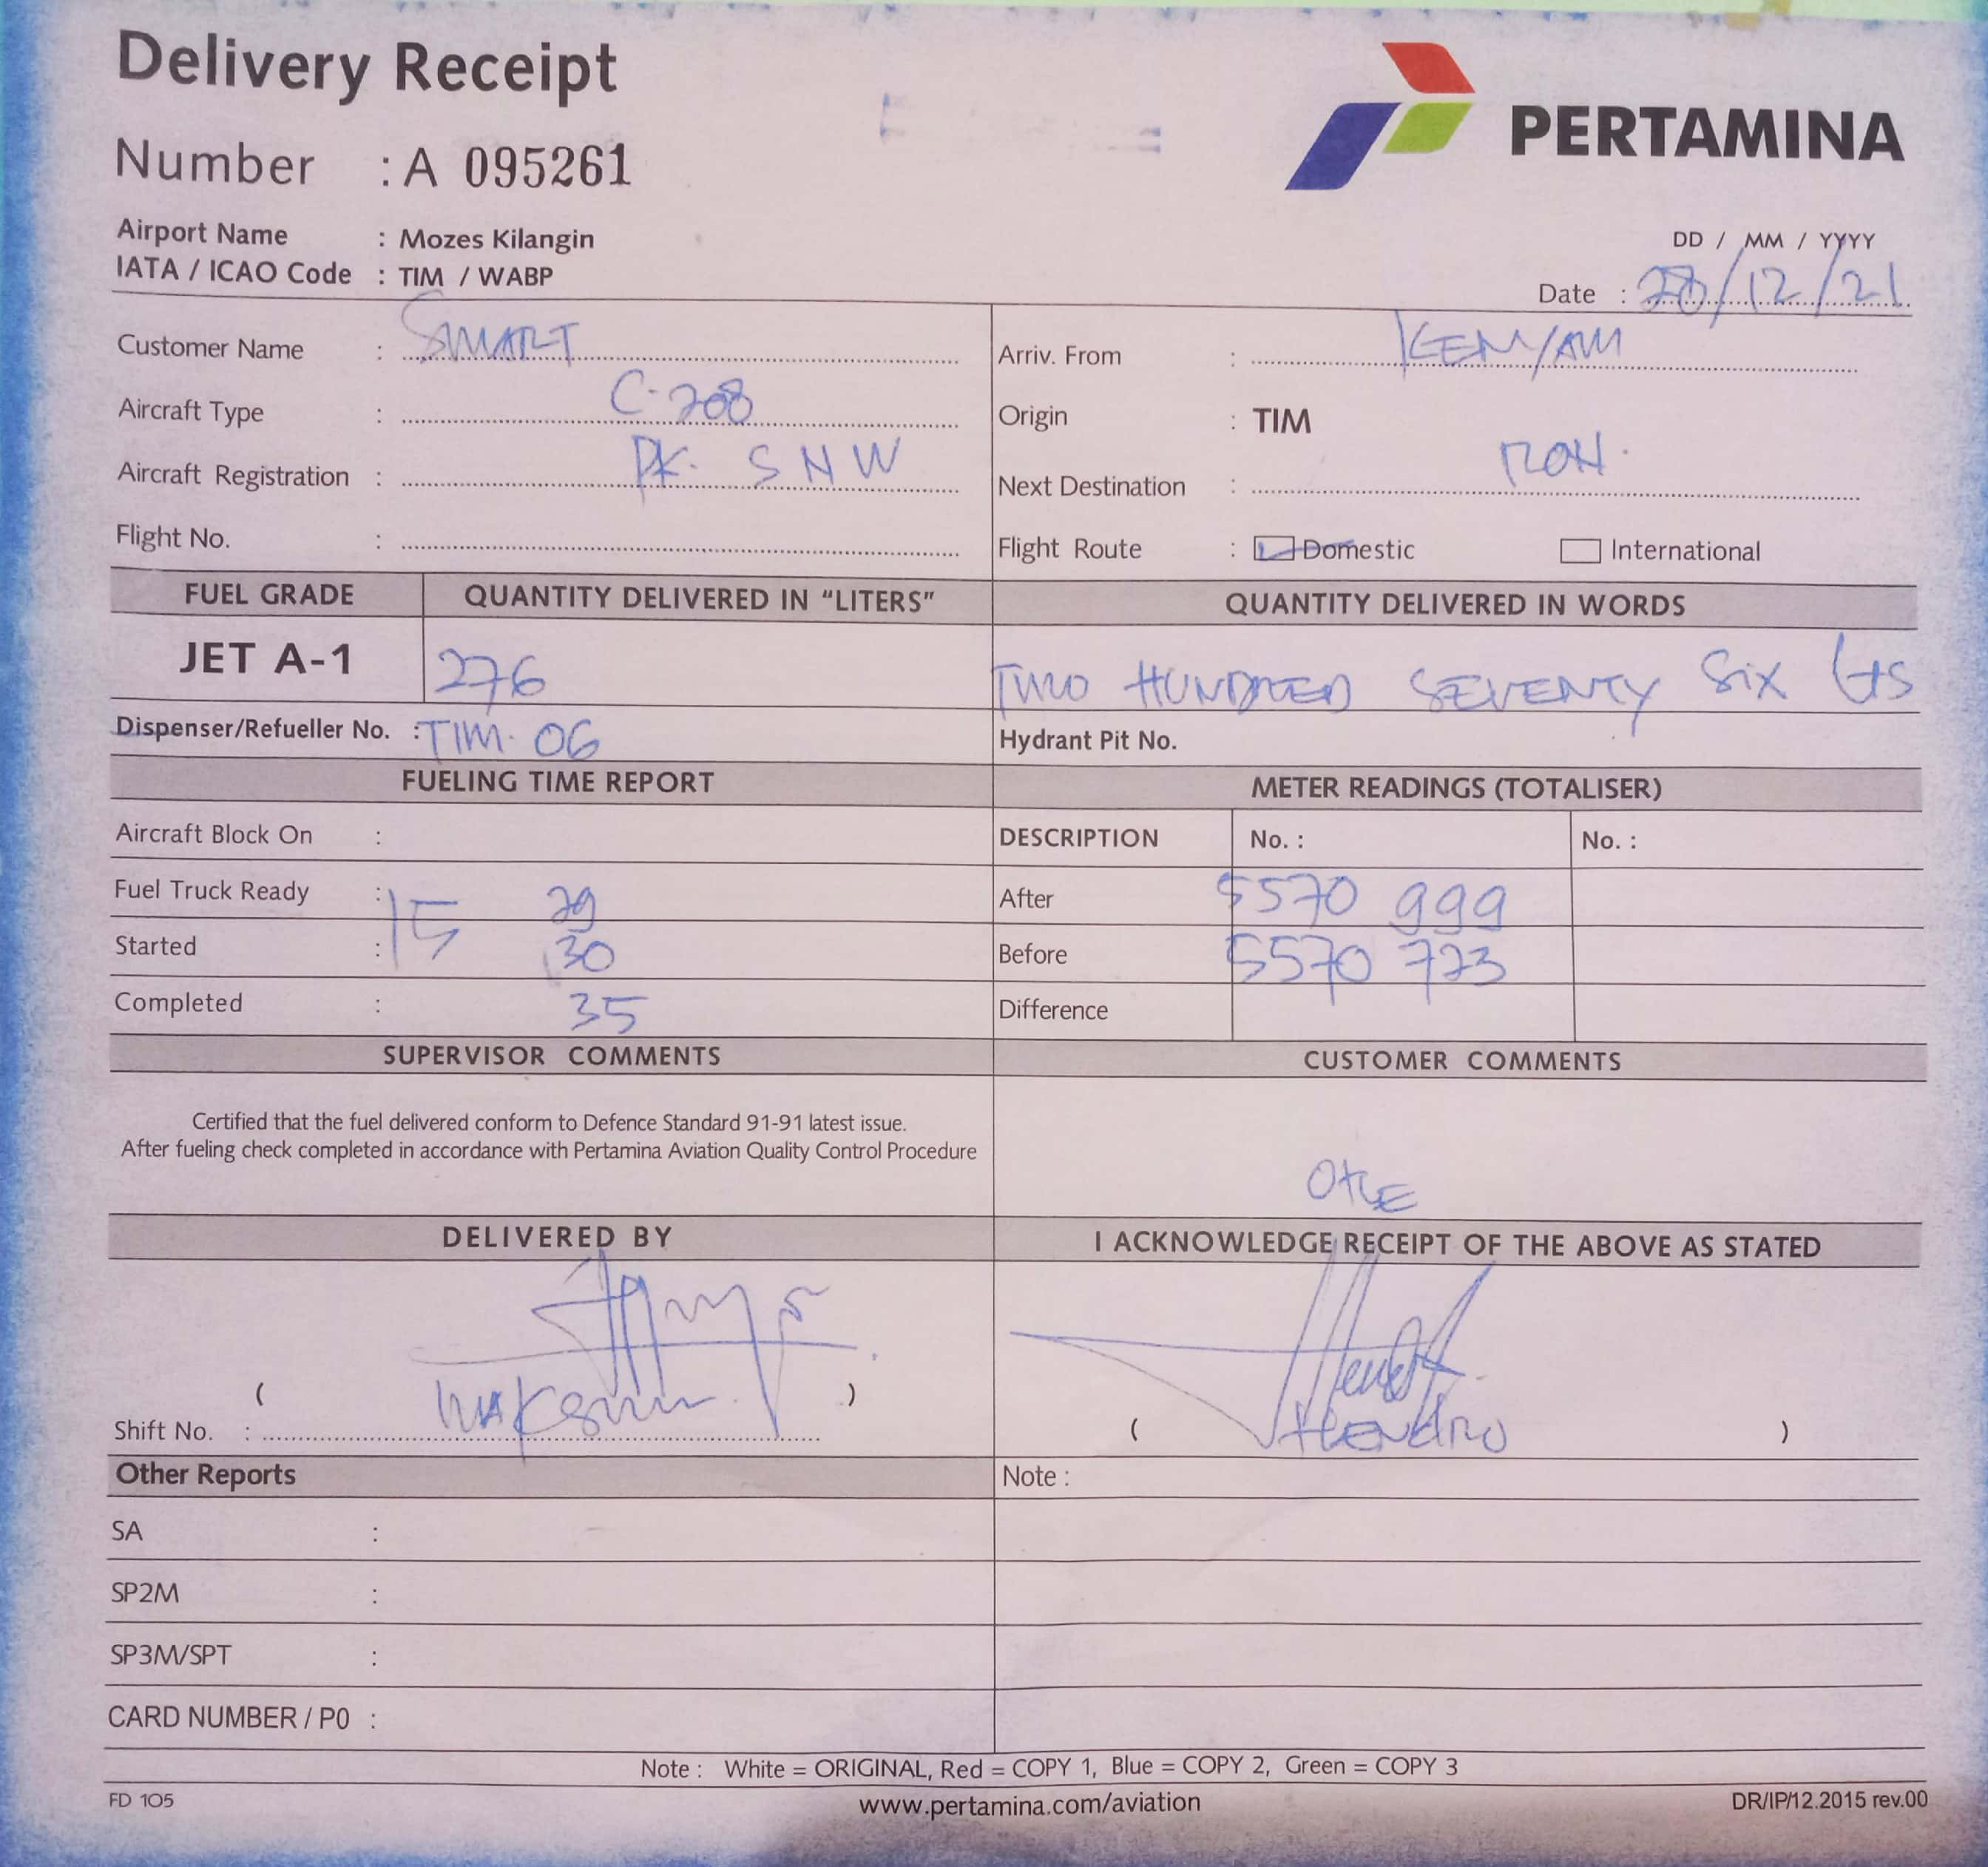 Delivery Receipt
PERTAMINA
Number : A 095261
Airport Name : Mozes Kilangin
IATA / ICAO Code : TIM / WABP
DD / MM / YYYY
Date : 28/12/21
Customer Name : SMART
Arriv. From : KENYAM
Aircraft Type : C-208
Origin : TIM
Aircraft Registration : PK. SNW
Next Destination :
Flight No. :
Flight Route : Domestic International
FUEL GRADE QUANTITY DELIVERED IN "LITERS" QUANTITY DELIVERED IN WORDS
JET A-1 276 TWO HUNDRED SEVENTY SIX Lts
Dispenser/Refueller No. : TIM. 06 Hydrant Pit No.
FUELING TIME REPORT METER READINGS (TOTALISER)
Aircraft Block On : DESCRIPTION No. : No. :
Fuel Truck Ready : 15 29 After 5570 999
Started : 30 Before 5570 723
Completed : 35 Difference
SUPERVISOR COMMENTS CUSTOMER COMMENTS
Certified that the fuel delivered conform to Defence Standard 91-91 latest issue.
After fueling check completed in accordance with Pertamina Aviation Quality Control Procedure
OKE
DELIVERED BY I ACKNOWLEDGE RECEIPT OF THE ABOVE AS STATED
( )
Shift No. :
( Hendro )
Other Reports Note :
SA :
SP2M :
SP3M/SPT :
CARD NUMBER / P0 :
Note : White = ORIGINAL, Red = COPY 1, Blue = COPY 2, Green = COPY 3
FD 105 www.pertamina.com/aviation DR/IP/12.2015 rev.00